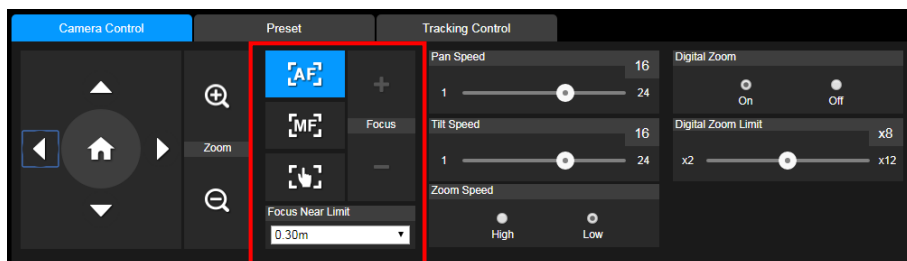 Camera Control
Preset
Tracking Control
Zoom
AF
MF
Focus
Focus Near Limit
0.30m
Pan Speed
16
1
24
Tilt Speed
16
1
24
Zoom Speed
High
Low
Digital Zoom
On
Off
Digital Zoom Limit
x8
x2
x12